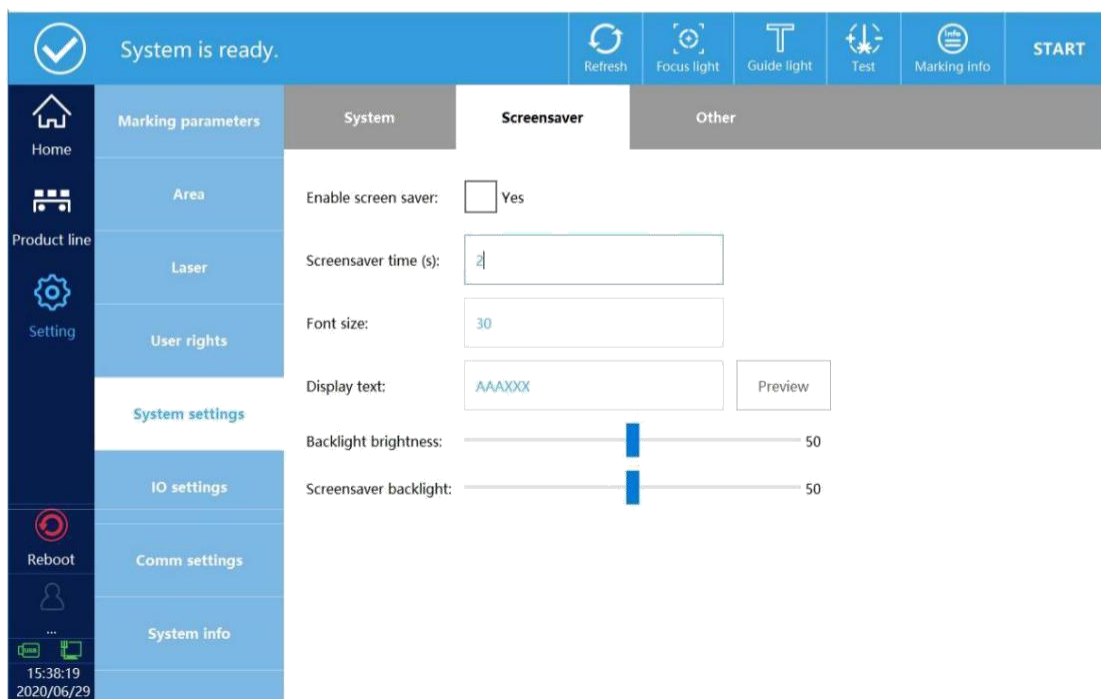 System is ready.
Refresh
Focus light
Guide light
Test
Info
Marking info
START
Home
Product line
Setting
Reboot
...
USB
15:38:19
2020/06/29
Marking parameters
Area
Laser
User rights
System settings
IO settings
Comm settings
System info
System
Screensaver
Other
Enable screen saver:
Yes
Screensaver time (s):
2
Font size:
30
Display text:
AAAXXX
Preview
Backlight brightness:
50
Screensaver backlight:
50